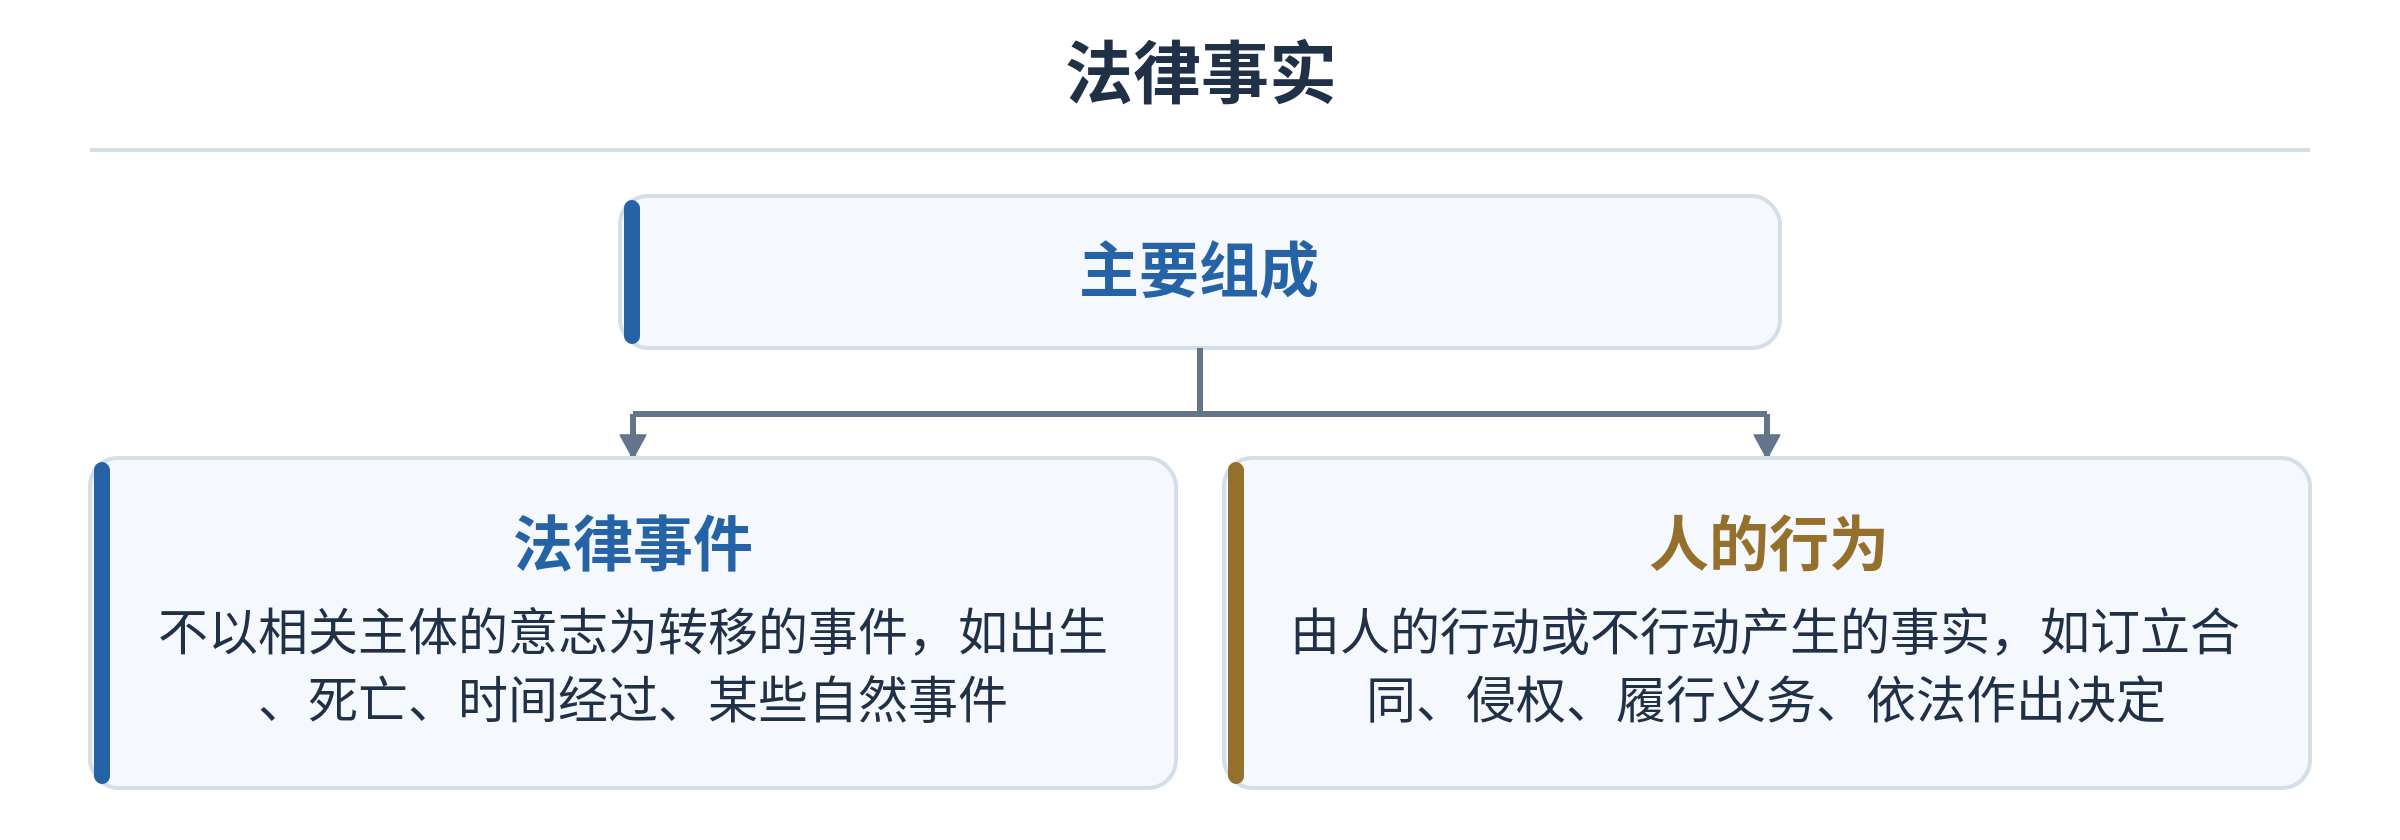 法律事实
主要组成
法律事件
不以相关主体的意志为转移的事件，如出生
、死亡、时间经过、某些自然事件
人的行为
由人的行动或不行动产生的事实，如订立合
同、侵权、履行义务、依法作出决定